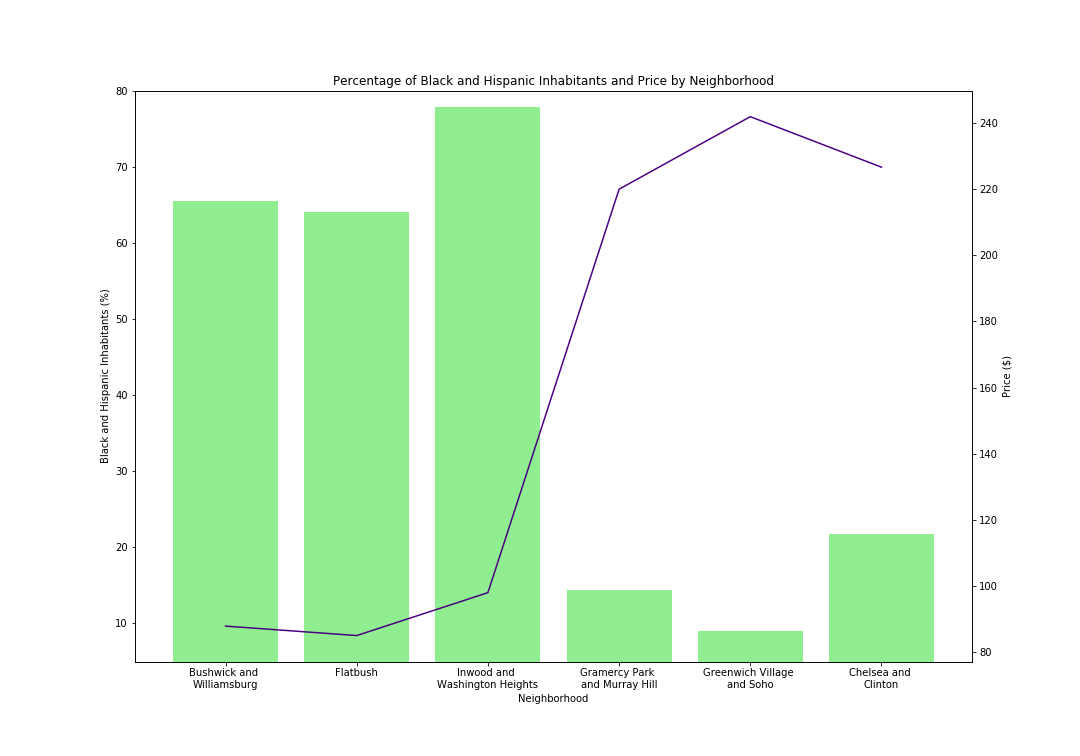 Percentage of Black and Hispanic Inhabitants and Price by Neighborhood
80
70
60
50
40
30
20
10
Black and Hispanic Inhabitants (%)
240
220
200
180
160
140
120
100
80
Price ($)
Bushwick and
Williamsburg
Flatbush
Inwood and
Washington Heights
Gramercy Park
and Murray Hill
Greenwich Village
and Soho
Chelsea and
Clinton
Neighborhood